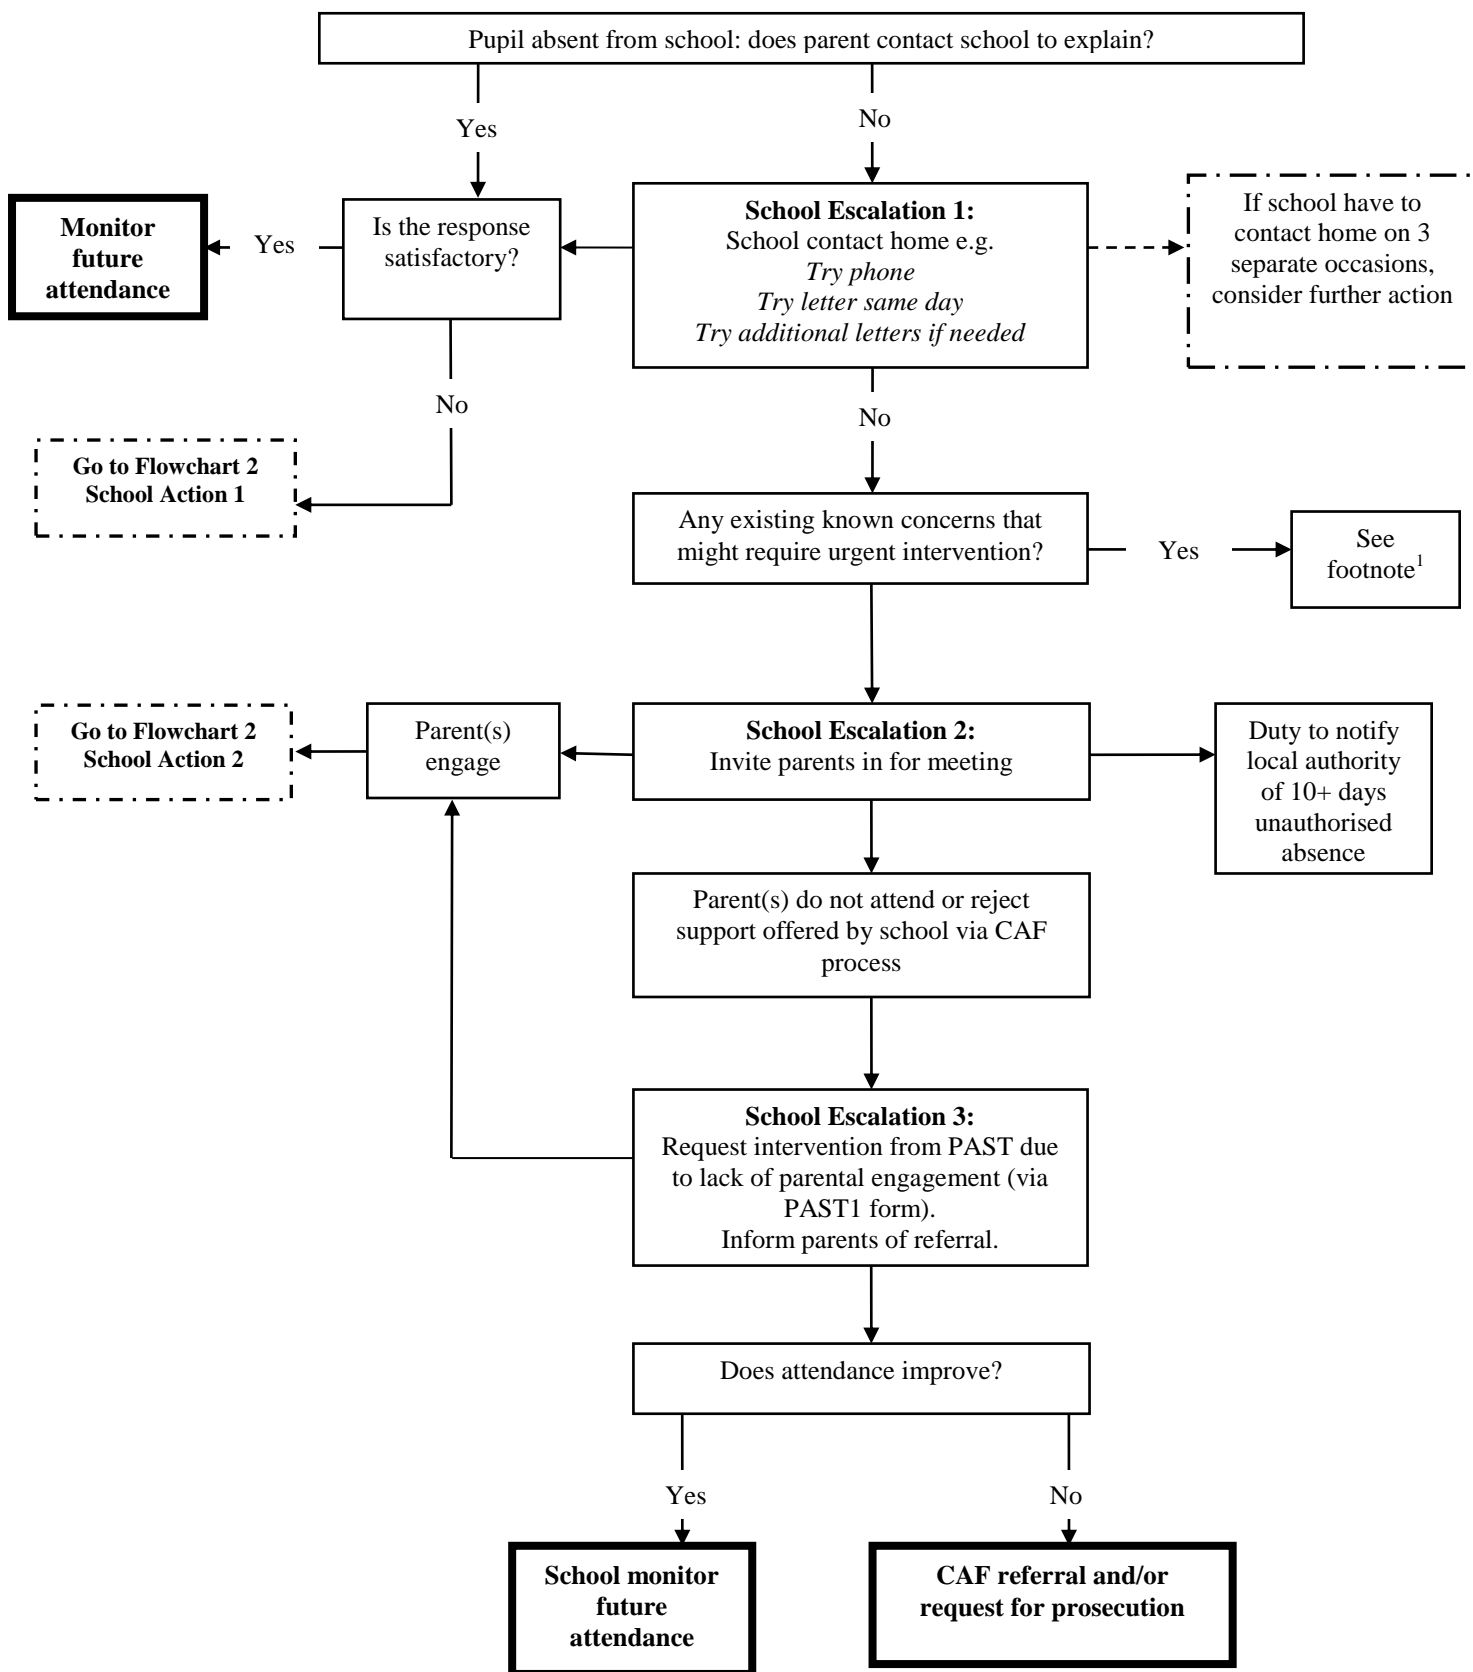 Pupil absent from school: does parent contact school to explain?
Yes
No
Monitor
future
attendance
Yes
Is the response
satisfactory?
School Escalation 1:
School contact home e.g.
Try phone
Try letter same day
Try additional letters if needed
If school have to
contact home on 3
separate occasions,
consider further action
No
No
Go to Flowchart 2
School Action 1
Any existing known concerns that
might require urgent intervention?
Yes
See
footnote1
Go to Flowchart 2
School Action 2
Parent(s)
engage
School Escalation 2:
Invite parents in for meeting
Duty to notify
local authority
of 10+ days
unauthorised
absence
Parent(s) do not attend or reject
support offered by school via CAF
process
School Escalation 3:
Request intervention from PAST due
to lack of parental engagement (via
PAST1 form).
Inform parents of referral.
Does attendance improve?
Yes
No
School monitor
future
attendance
CAF referral and/or
request for prosecution